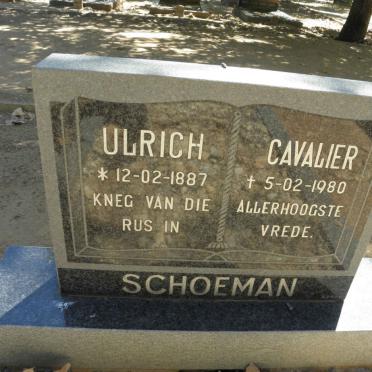 ULRICH CAVALIER
* 12-02-1887 † 5-02-1980
KNEG VAN DIE ALLERHOOGSTE
RUS IN VREDE.
SCHOEMAN